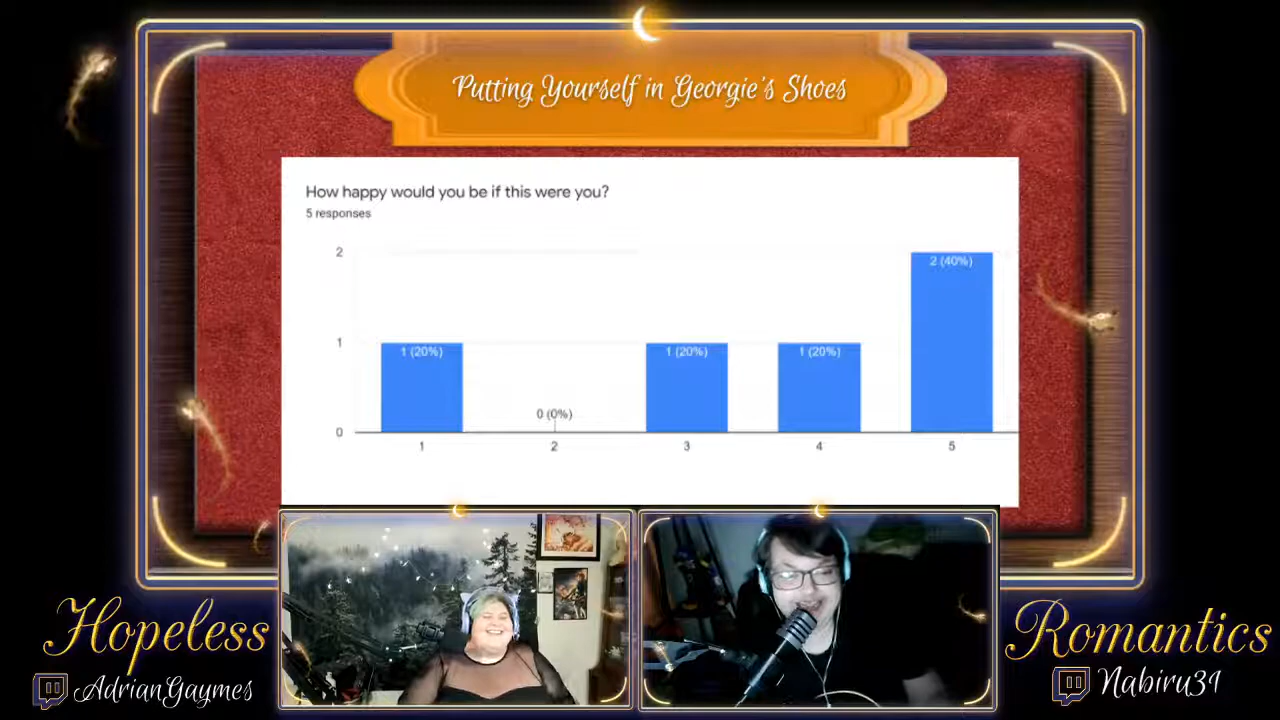 Putting Yourself in Georgie's Shoes
How happy would you be if this were you?
5 responses
2
1
0
1 (20%)
0 (0%)
1 (20%)
1 (20%)
2 (40%)
1
2
3
4
5
Hopeless
AdrianGaymes
Romantics
Nabiru31